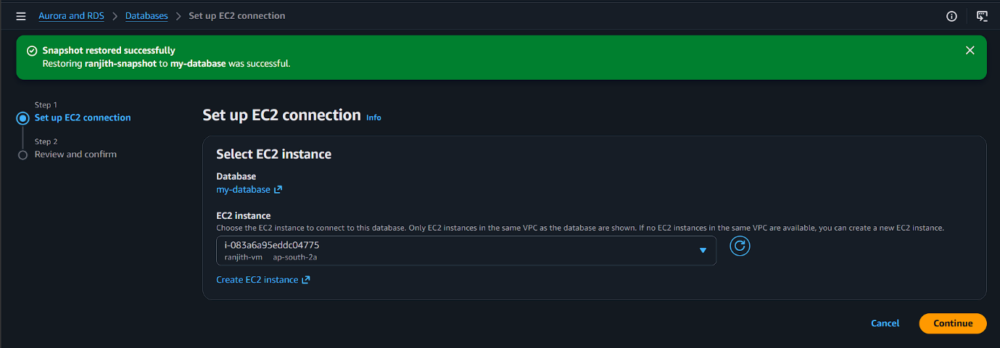 Aurora and RDS > Databases > Set up EC2 connection
Snapshot restored successfully
Restoring ranjith-snapshot to my-database was successful.
Step 1
Set up EC2 connection
Step 2
Review and confirm
Set up EC2 connection Info
Select EC2 instance
Database
my-database
EC2 instance
Choose the EC2 instance to connect to this database. Only EC2 instances in the same VPC as the database are shown. If no EC2 instances in the same VPC are available, you can create a new EC2 instance.
i-083a6a95eddc04775
ranjith-vm ap-south-2a
Create EC2 instance
Cancel Continue